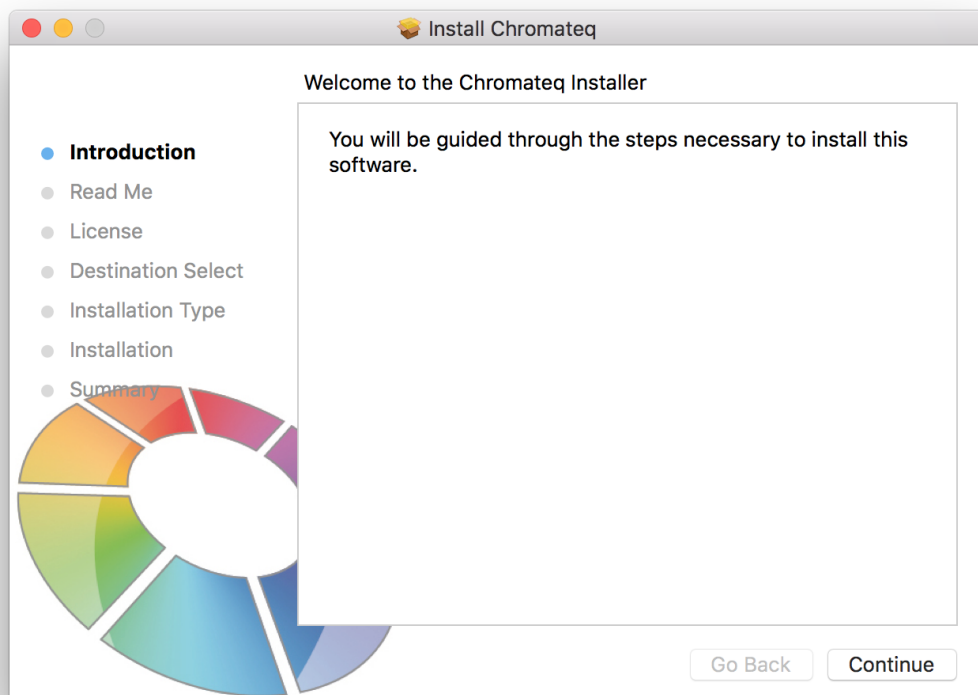 Install Chromateq
Welcome to the Chromateq Installer
Introduction
Read Me
License
Destination Select
Installation Type
Installation
Summary
You will be guided through the steps necessary to install this
software.
Go Back
Continue